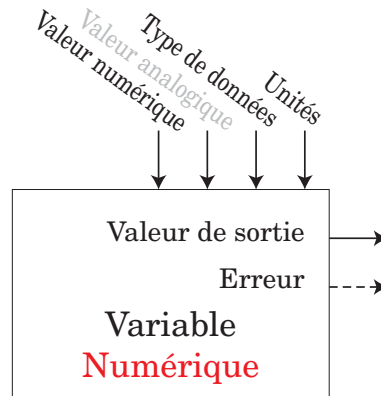 Valeur numérique
Valeur analogique
Type de données
Unités
Valeur de sortie
Erreur
Variable
Numérique